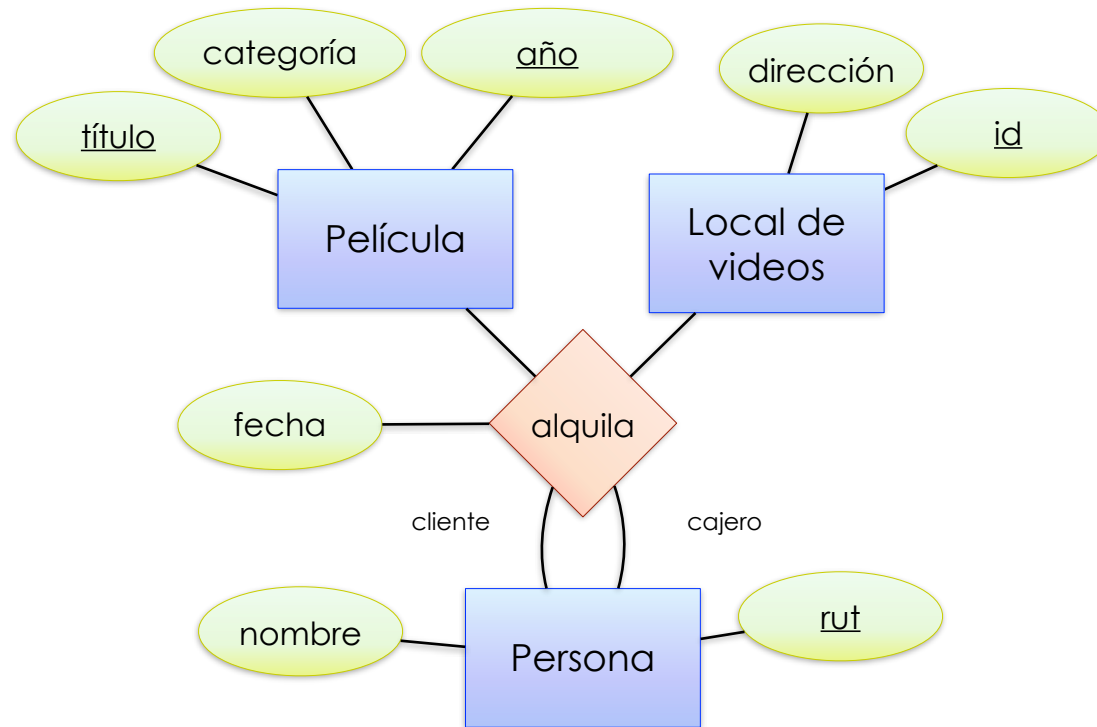 categoría
año
dirección
título
id
Película
Local de
videos
fecha
alquila
cliente
cajero
nombre
rut
Persona